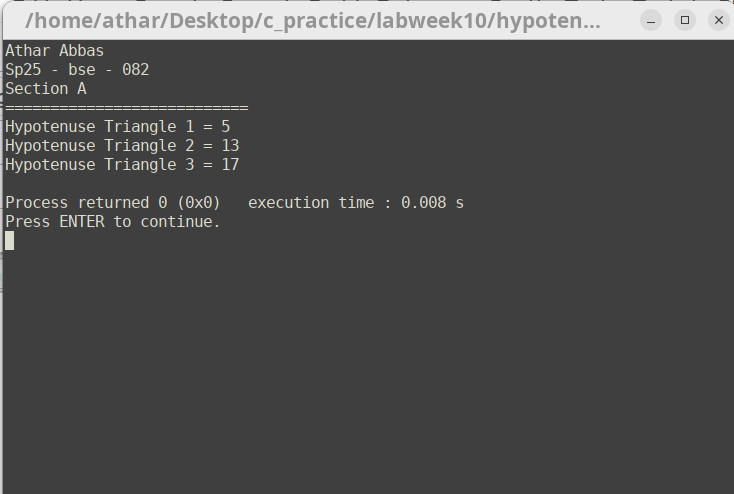 /home/athar/Desktop/c_practice/labweek10/hypoten...
Athar Abbas
Sp25 - bse - 082
Section A
===========================
Hypotenuse Triangle 1 = 5
Hypotenuse Triangle 2 = 13
Hypotenuse Triangle 3 = 17
Process returned 0 (0x0)   execution time : 0.008 s
Press ENTER to continue.